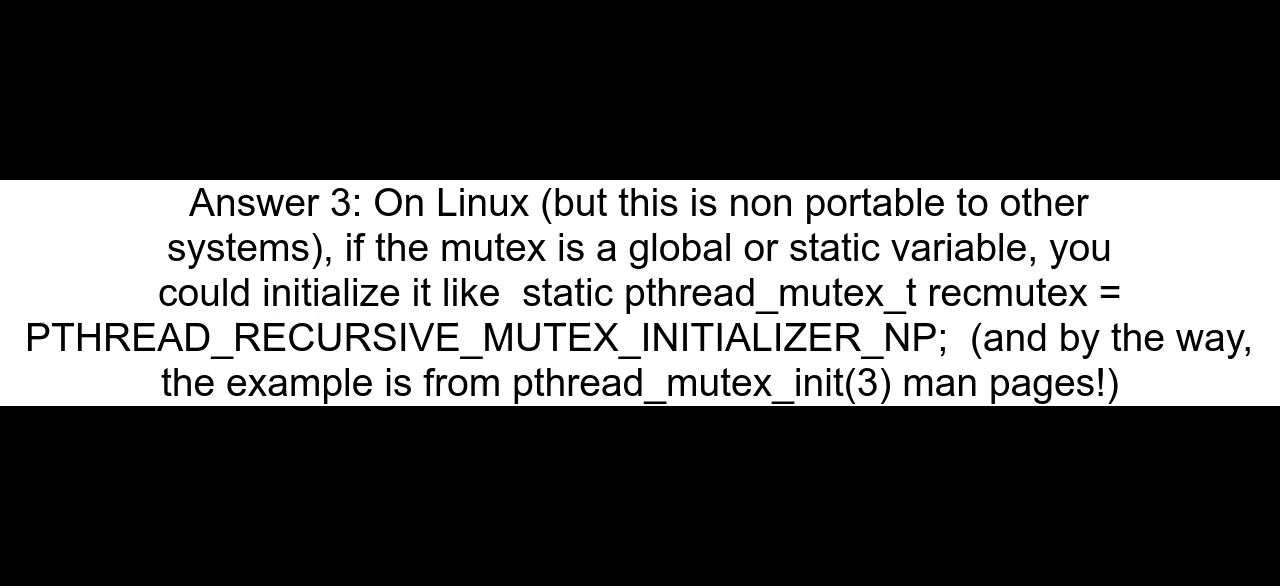 Answer 3: On Linux (but this is non portable to other
systems), if the mutex is a global or static variable, you
could initialize it like  static pthread_mutex_t recmutex =
PTHREAD_RECURSIVE_MUTEX_INITIALIZER_NP;  (and by the way,
the example is from pthread_mutex_init(3) man pages!)